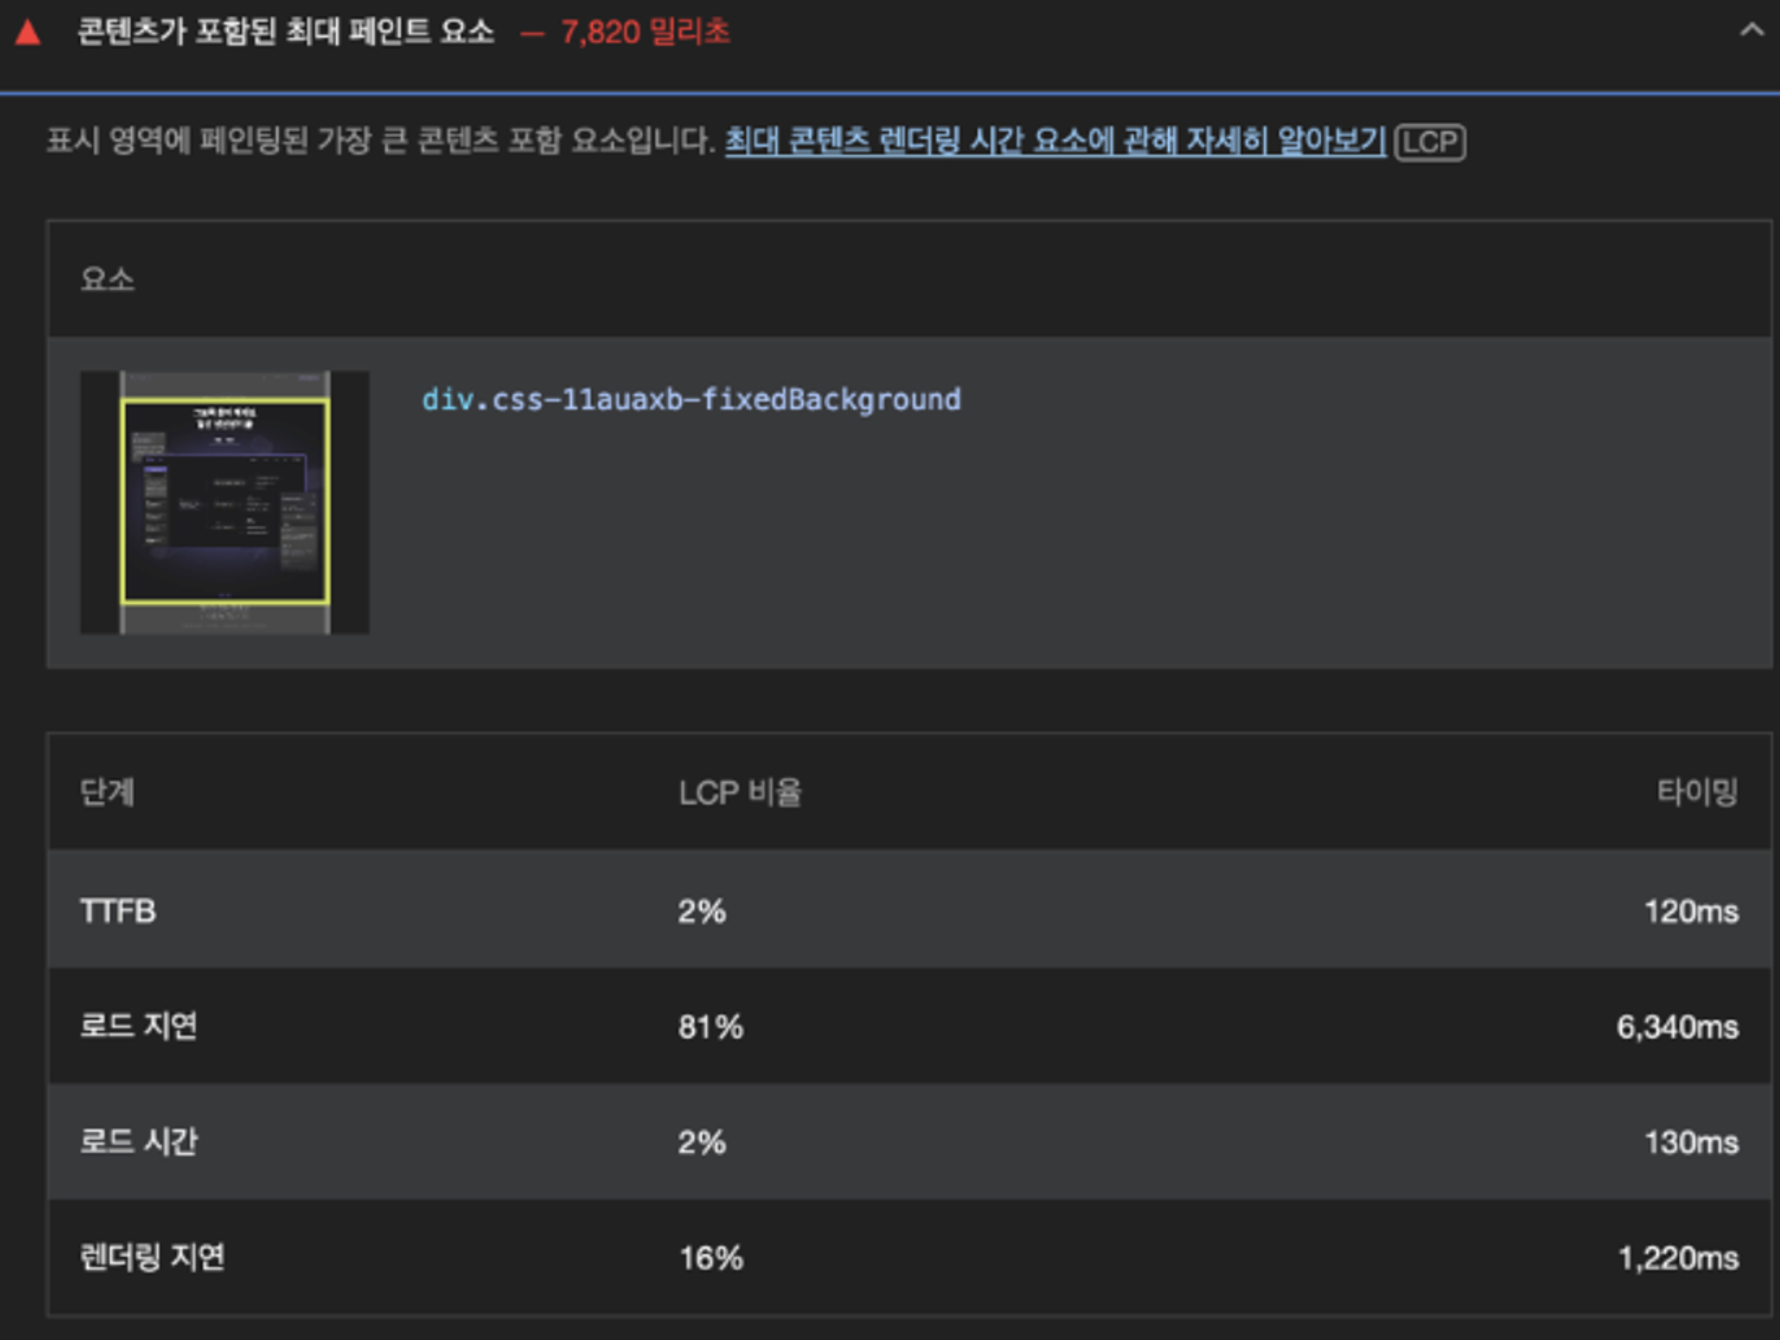 콘텐츠가 포함된 최대 페인트 요소 — 7,820 밀리초
표시 영역에 페인팅된 가장 큰 콘텐츠 포함 요소입니다. 최대 콘텐츠 렌더링 시간 요소에 관해 자세히 알아보기 LCP
요소
div.css-11auaxb-fixedBackground
단계 LCP 비율 타이밍
TTFB 2% 120ms
로드 지연 81% 6,340ms
로드 시간 2% 130ms
렌더링 지연 16% 1,220ms